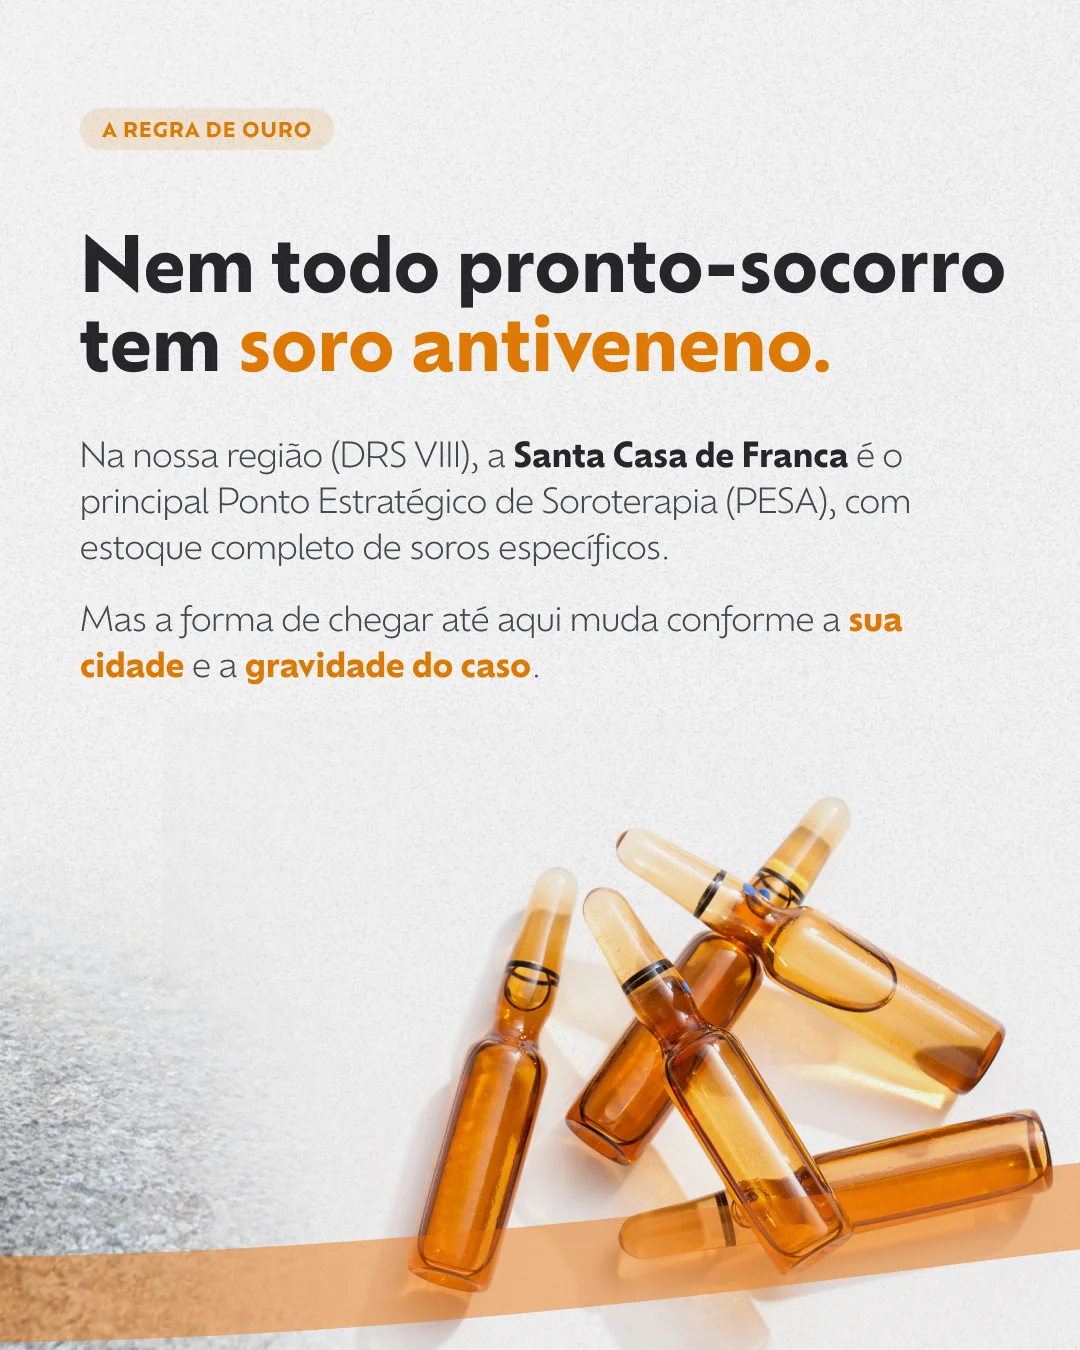 A REGRA DE OURO
Nem todo pronto-socorro
tem soro antiveneno.
Na nossa região (DRS VIII), a Santa Casa de Franca é o
principal Ponto Estratégico de Soroterapia (PESA), com
estoque completo de soros específicos.
Mas a forma de chegar até aqui muda conforme a sua
cidade e a gravidade do caso.